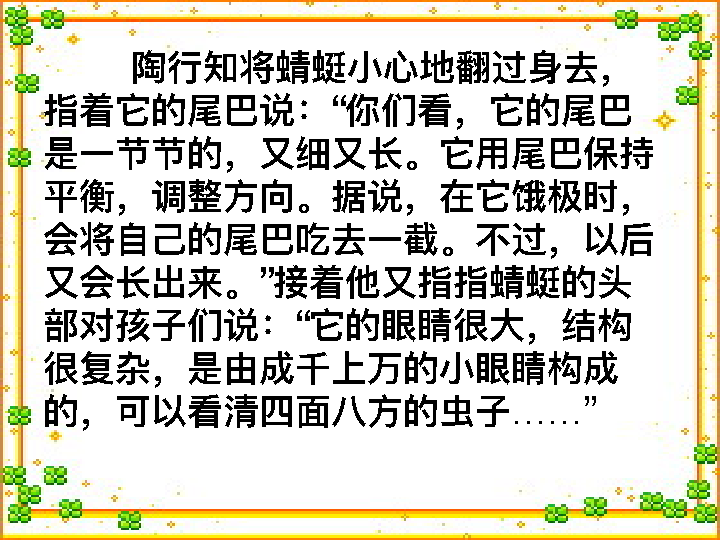 陶行知将蜻蜓小心地翻过身去，
指着它的尾巴说：“你们看，它的尾巴
是一节节的，又细又长。它用尾巴保持
平衡，调整方向。据说，在它饿极时，
会将自己的尾巴吃去一截。不过，以后
又会长出来。”接着他又指指蜻蜓的头
部对孩子们说：“它的眼睛很大，结构
很复杂，是由成千上万的小眼睛构成
的，可以看清四面八方的虫子……”